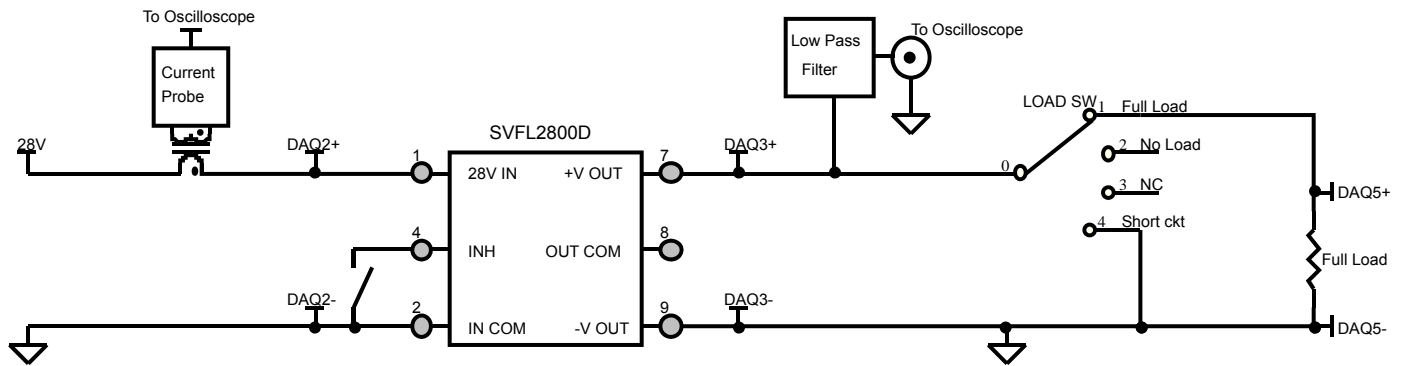 To Oscilloscope
Current
Probe
Low Pass
Filter
To Oscilloscope
28V
DAQ2+
SVFL2800D
DAQ3+
LOAD SW
1 Full Load
2 No Load
3 NC
4 Short ckt
0
1
28V IN
+V OUT
7
4
INH
OUT COM
8
DAQ2-
2
IN COM
-V OUT
9
DAQ3-
DAQ5+
Full Load
DAQ5-